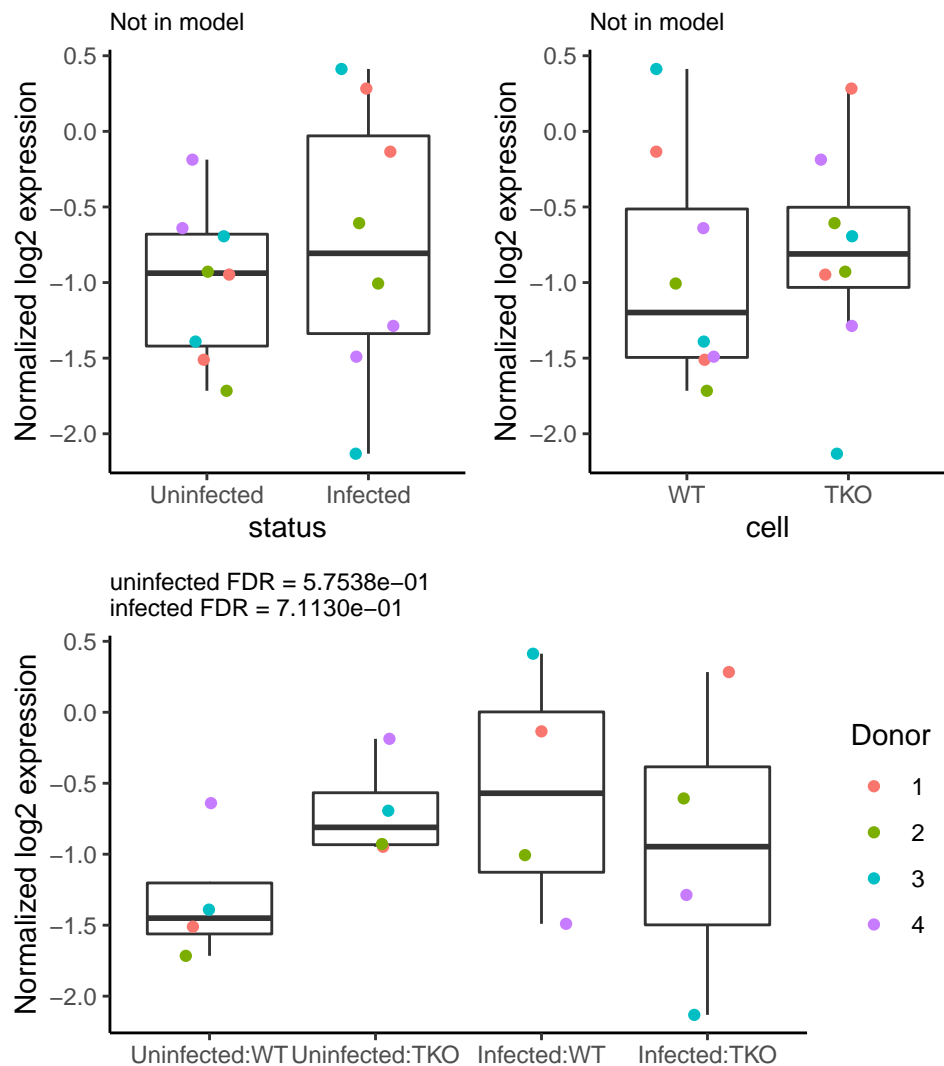 Not in model
Normalized log2 expression
0.5
0.0
−0.5
−1.0
−1.5
−2.0
Uninfected Infected
status
Not in model
Normalized log2 expression
0.5
0.0
−0.5
−1.0
−1.5
−2.0
WT TKO
cell
uninfected FDR = 5.7538e−01
infected FDR = 7.1130e−01
Normalized log2 expression
0.5
0.0
−0.5
−1.0
−1.5
−2.0
Uninfected:WT Uninfected:TKO Infected:WT Infected:TKO
Donor
1
2
3
4